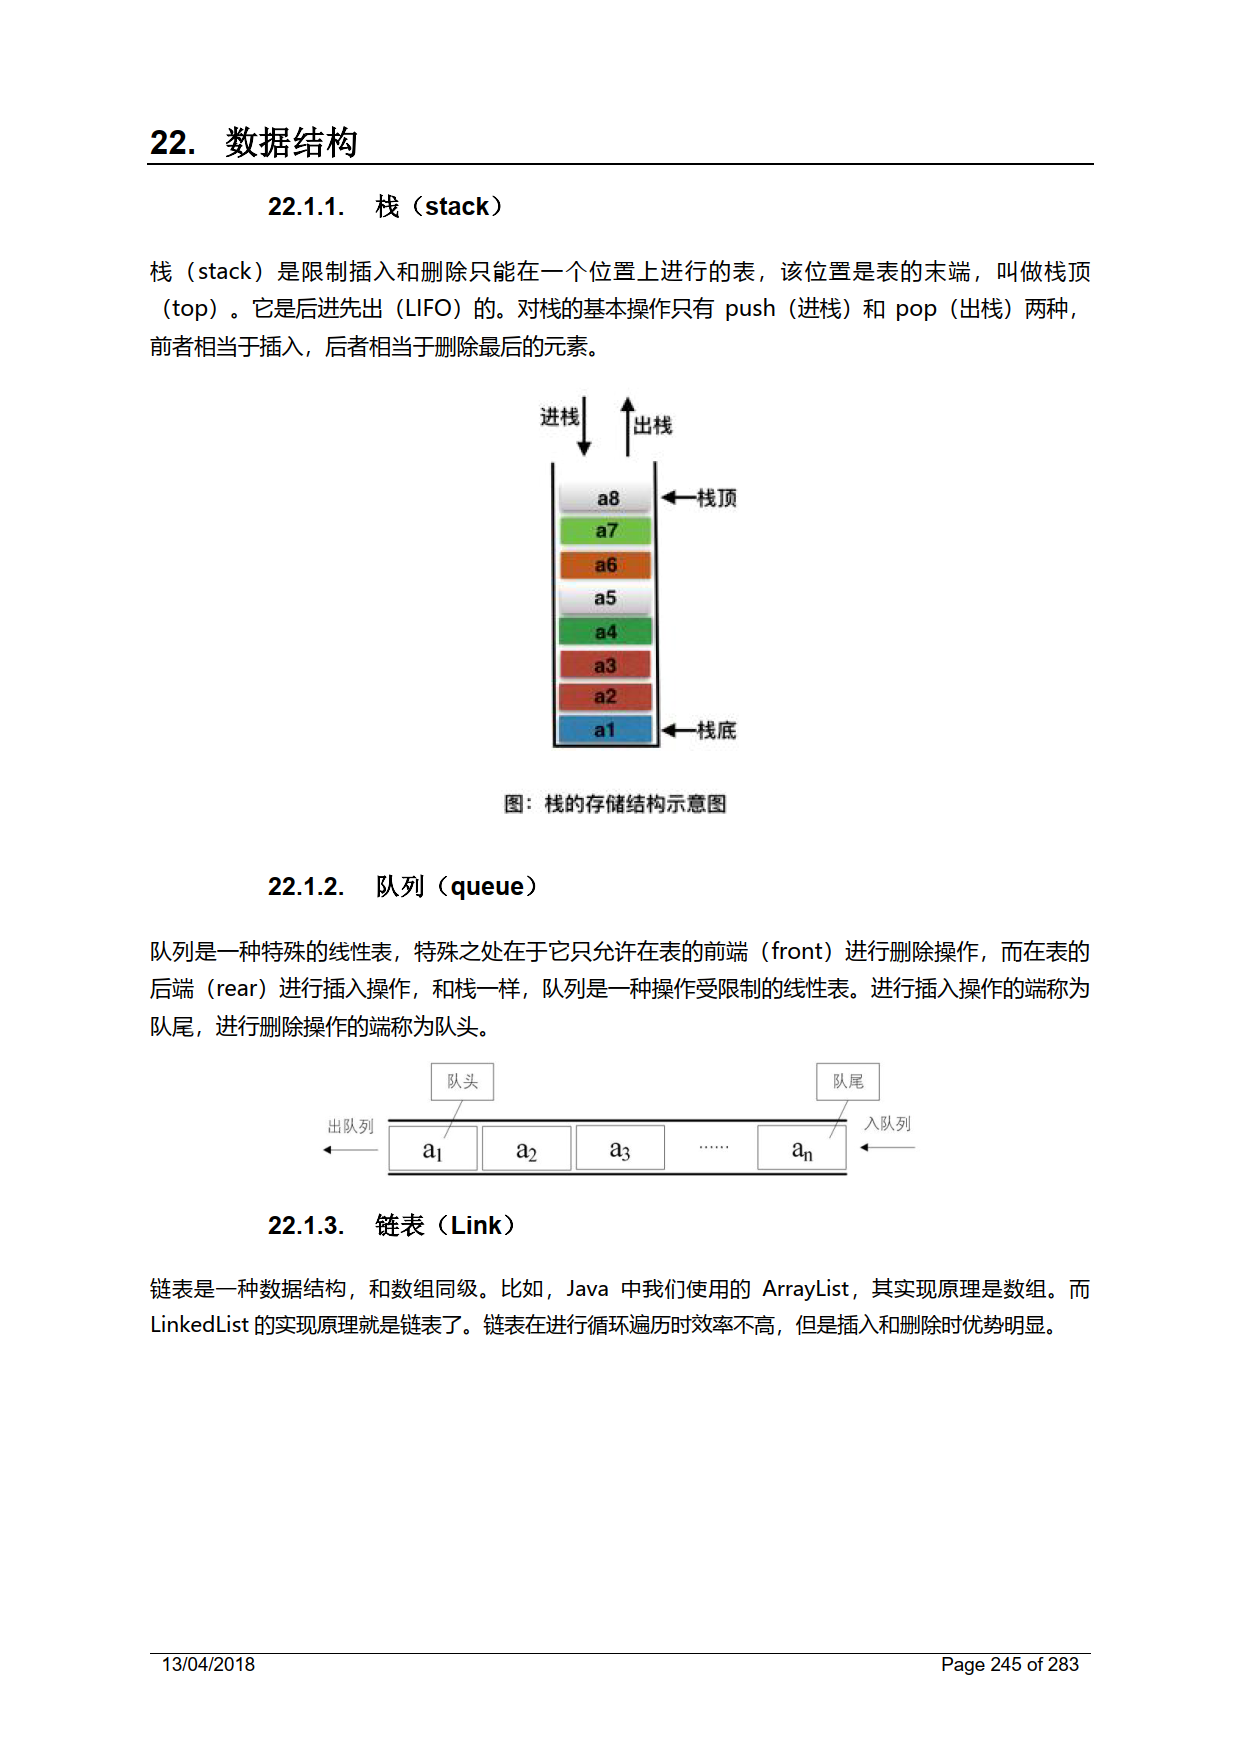 22. 数据结构
22.1.1. 栈（stack）
栈（stack）是限制插入和删除只能在一个位置上进行的表，该位置是表的末端，叫做栈顶
（top）。它是后进先出（LIFO）的。对栈的基本操作只有 push（进栈）和 pop（出栈）两种，
前者相当于插入，后者相当于删除最后的元素。
进栈
出栈
a8
栈顶
a7
a6
a5
a4
a3
a2
a1
栈底
图：栈的存储结构示意图
22.1.2. 队列（queue）
队列是一种特殊的线性表，特殊之处在于它只允许在表的前端（front）进行删除操作，而在表的
后端（rear）进行插入操作，和栈一样，队列是一种操作受限制的线性表。进行插入操作的端称为
队尾，进行删除操作的端称为队头。
队头 队尾
出队列 入队列
a1 a2 a3 …… an
22.1.3. 链表（Link）
链表是一种数据结构，和数组同级。比如，Java 中我们使用的 ArrayList，其实现原理是数组。而
LinkedList 的实现原理就是链表了。链表在进行循环遍历时效率不高，但是插入和删除时优势明显。
13/04/2018 Page 245 of 283